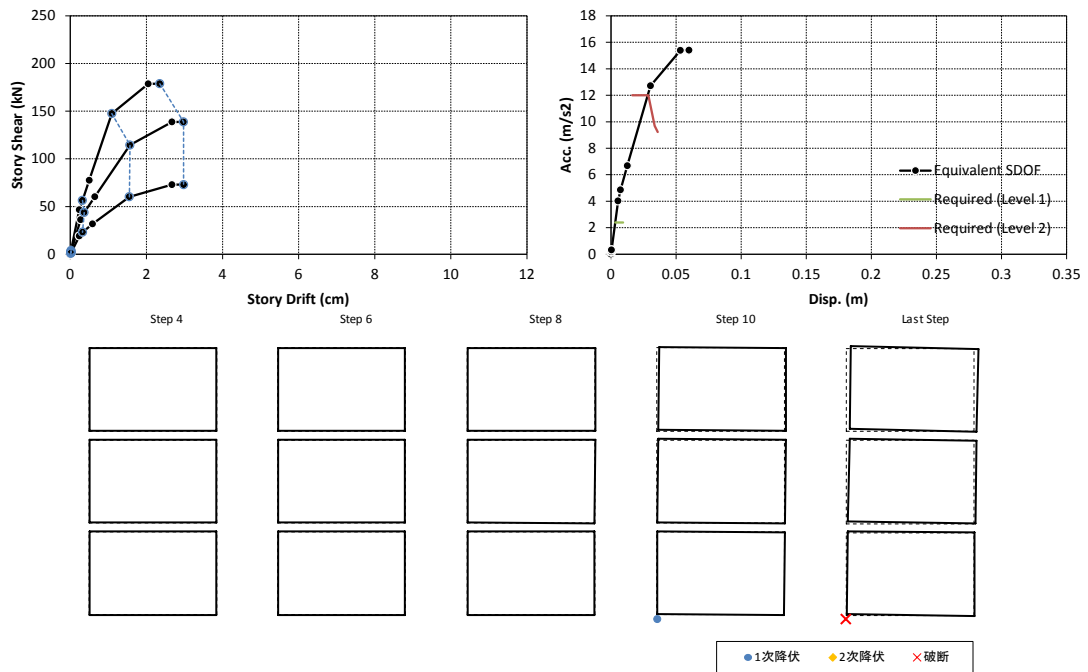 250
200
150
100
50
0
Story Shear (kN)
0 2 4 6 8 10 12
Story Drift (cm)
18
16
14
12
10
8
6
4
2
0
Acc. (m/s2)
Equivalent SDOF
Required (Level 1)
Required (Level 2)
0 0.05 0.1 0.15 0.2 0.25 0.3 0.35
Disp. (m)
Step 4 Step 6 Step 8 Step 10 Last Step
1次降伏 2次降伏 破断